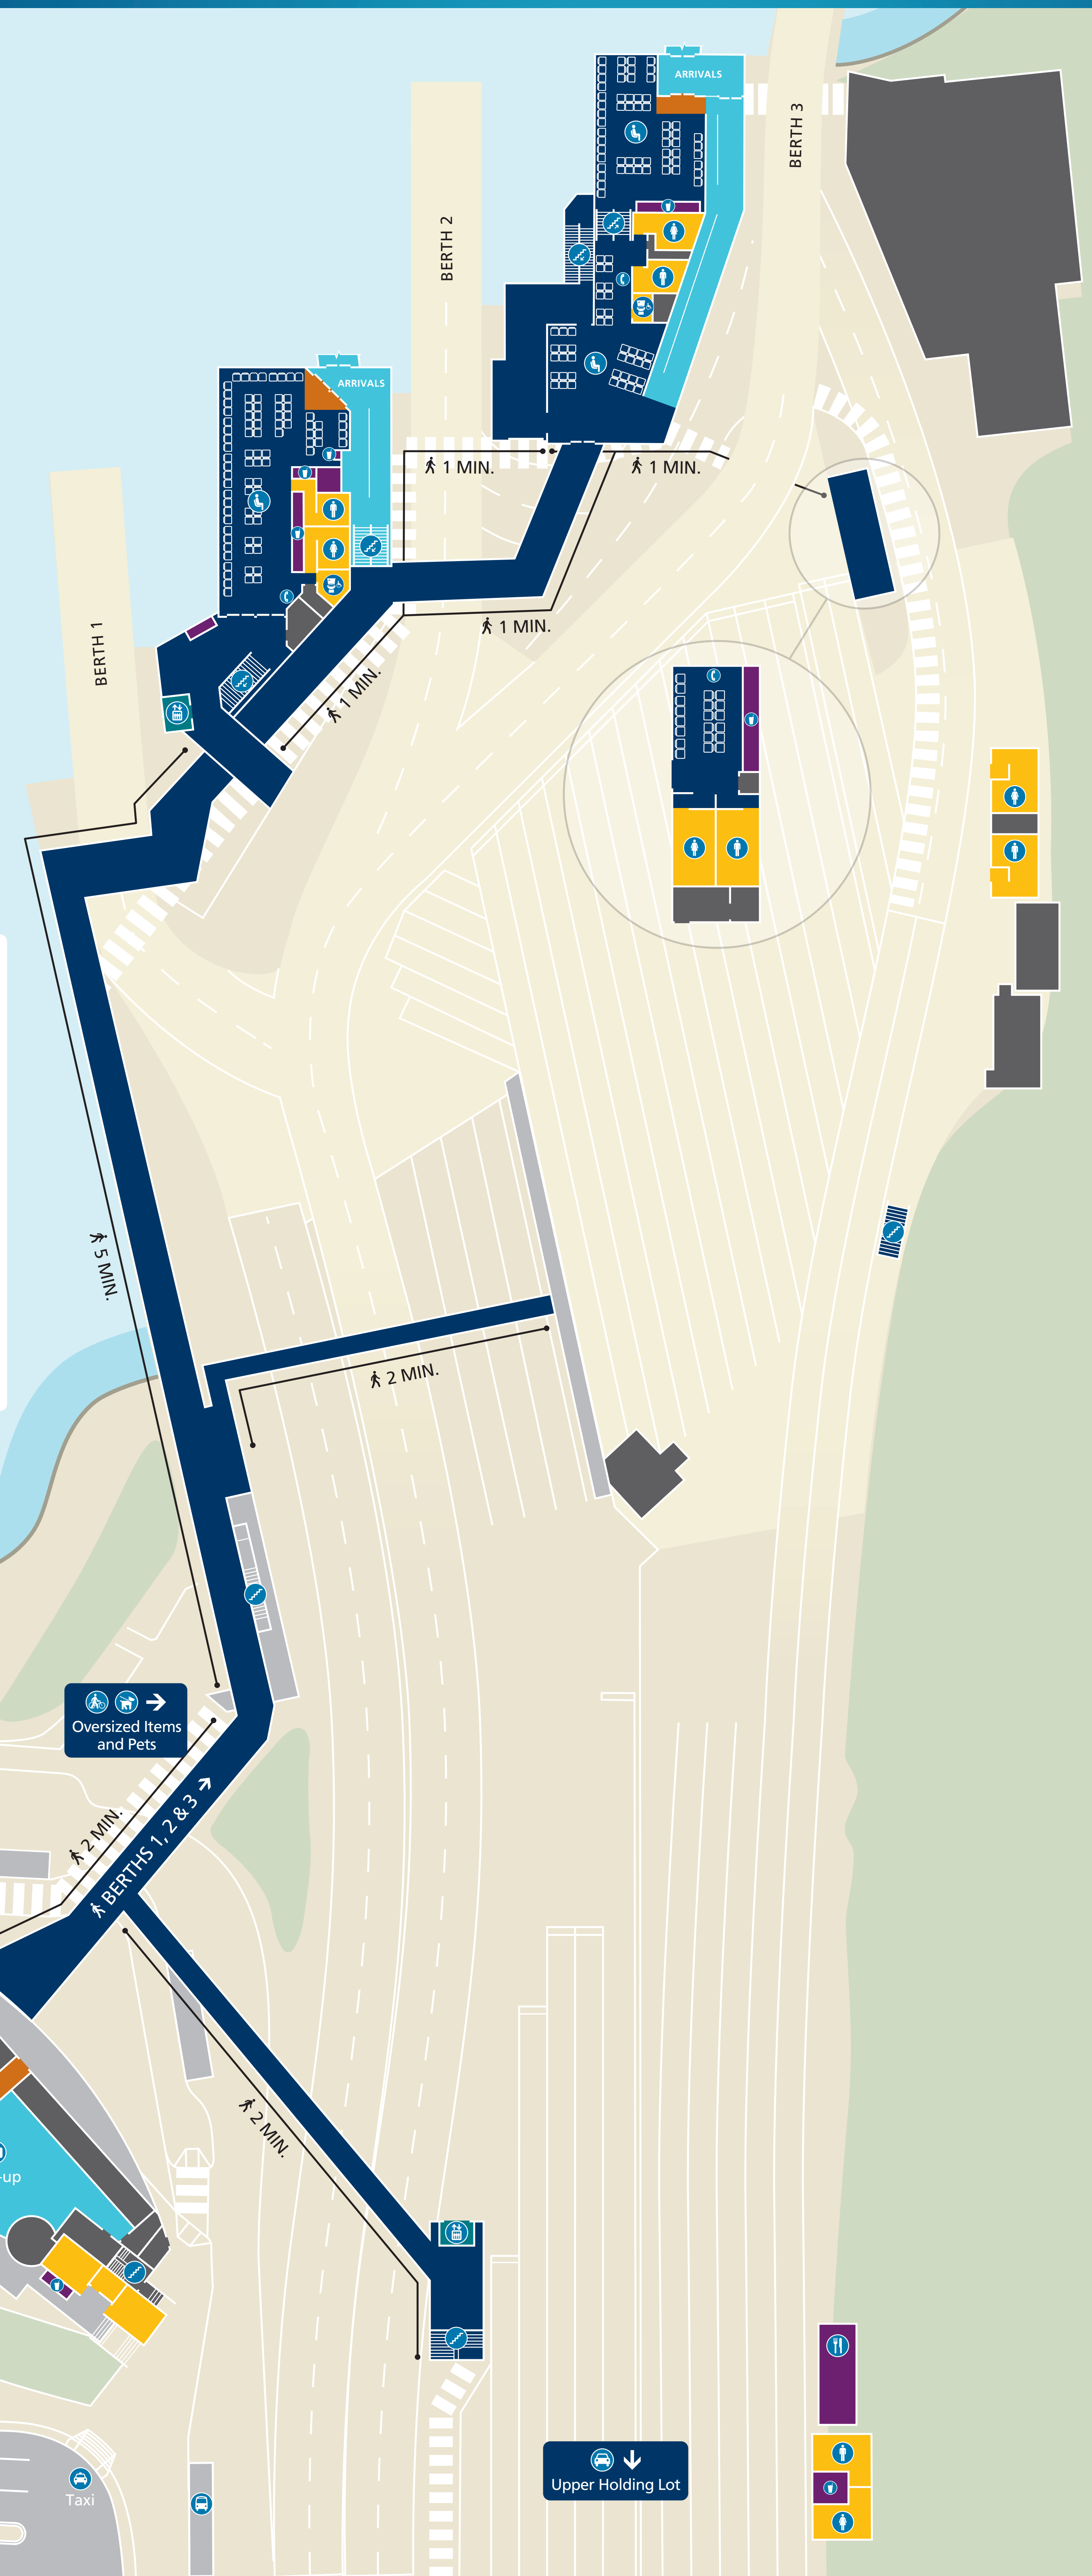 ARRIVALS
BERTH 3
BERTH 2
ARRIVALS
1 MIN.
1 MIN.
1 MIN.
BERTH 1
1 MIN.
5 MIN.
2 MIN.
Oversized Items
and Pets
2 MIN.
BERTHS 1, 2 & 3
2 MIN.
-up
Upper Holding Lot
Taxi